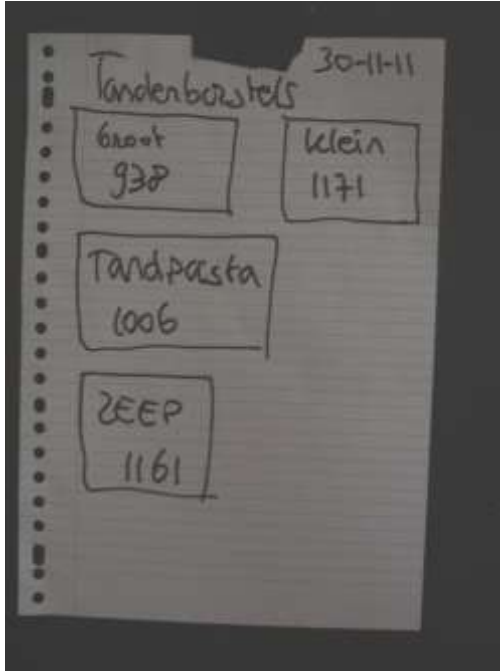 30-11-11
Tandenborstels
Groot
938
Klein
1171
Tandpasta
1006
ZEEP
1161